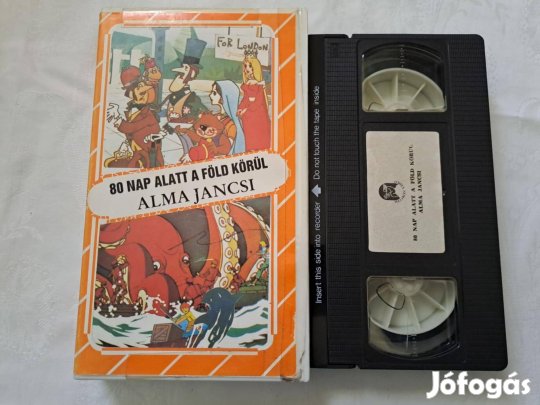 FOR LONDON
80 NAP ALATT A FÖLD KÖRÜL
ALMA JANCSI
Insert this side into recorder
Do not touch the tape inside
80 NAP ALATT A FÖLD KÖRÜL
ALMA JANCSI
Jófogás